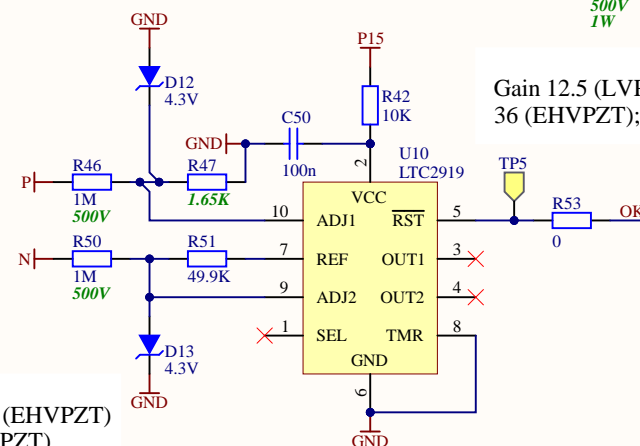 500V
1W
GND
P15
D12
4.3V
R42
10K
Gain 12.5 (LVP
36 (EHVPZT);
C50
100n
GND
U10
LTC2919
TP5
R46
1M
500V
P
R47
1.65K
2
VCC
R53
0
OK
10
ADJ1
RST
5
N
R50
1M
500V
R51
49.9K
7
REF
OUT1
3
9
ADJ2
OUT2
4
1
SEL
TMR
8
GND
6
D13
4.3V
GND
GND
(EHVPZT)
PZT)